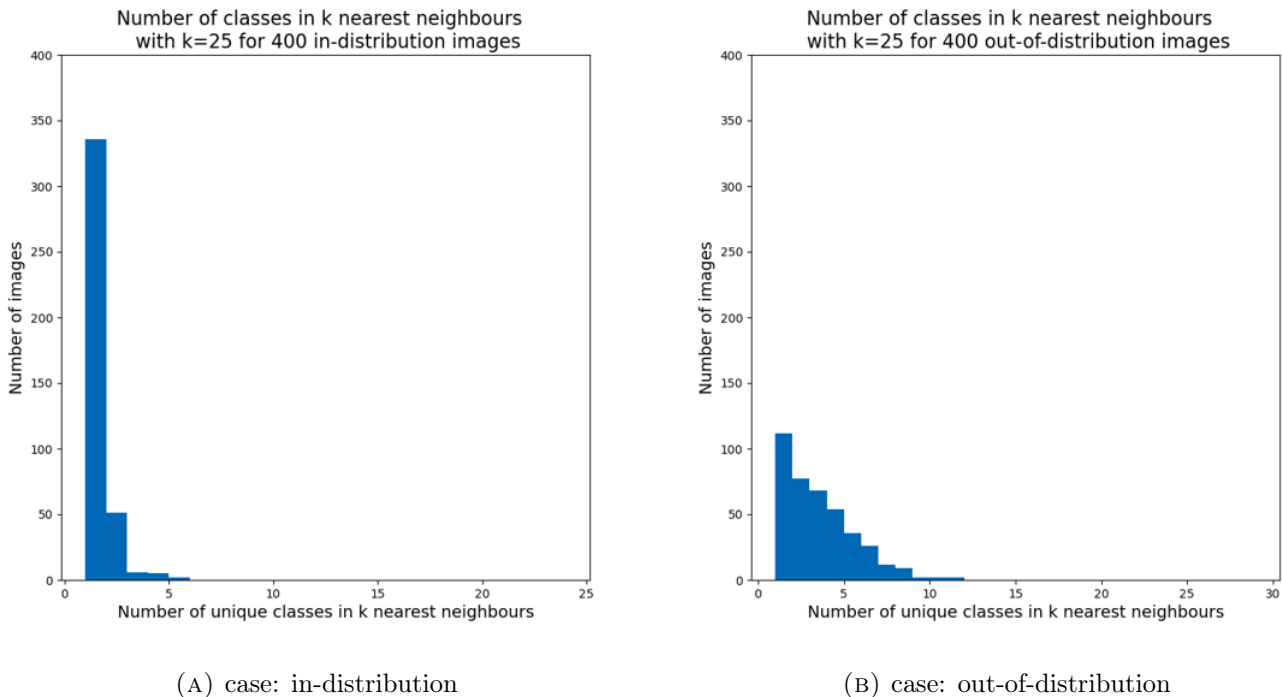 Number of classes in k nearest neighbours
with k=25 for 400 in-distribution images
400
350
300
250
200
150
100
50
0
Number of images
0 5 10 15 20 25
Number of unique classes in k nearest neighbours
(A) case: in-distribution
Number of classes in k nearest neighbours
with k=25 for 400 out-of-distribution images
400
350
300
250
200
150
100
50
0
Number of images
0 5 10 15 20 25 30
Number of unique classes in k nearest neighbours
(B) case: out-of-distribution